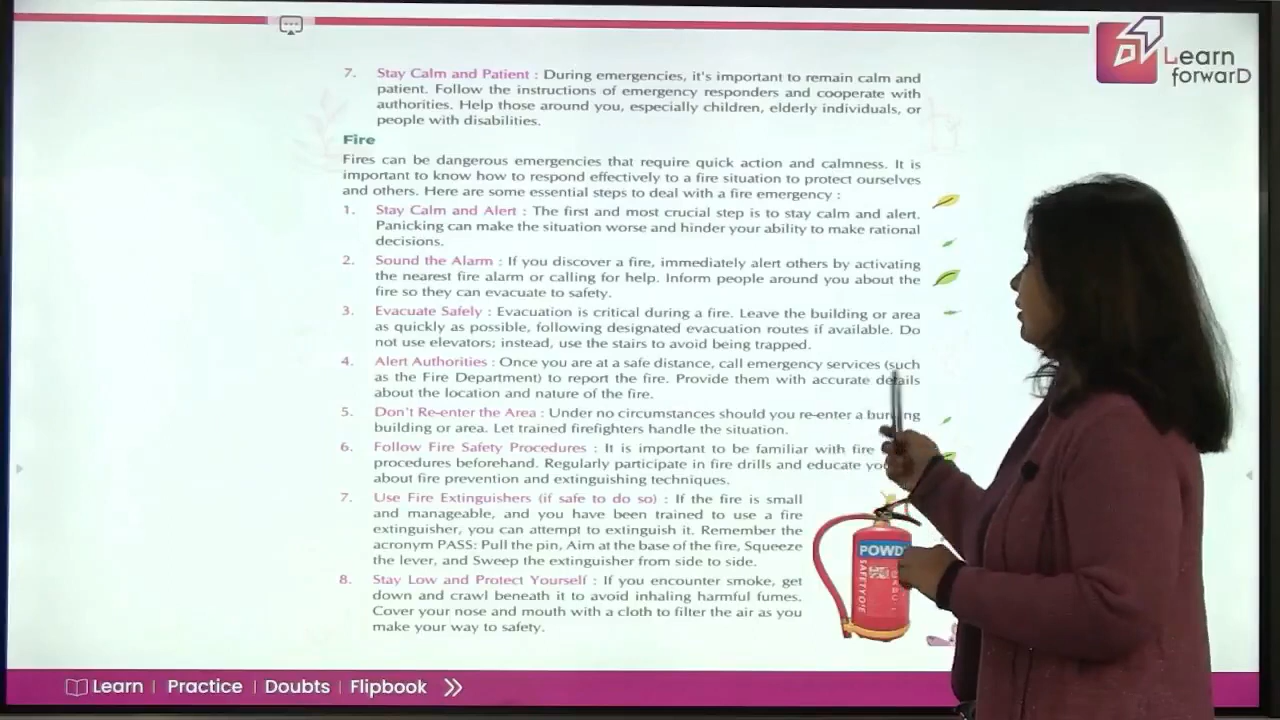 Learn
forwarD
7. Stay Calm and Patient : During emergencies, it's important to remain calm and
patient. Follow the instructions of emergency responders and cooperate with
authorities. Help those around you, especially children, elderly individuals, or
people with disabilities.
Fire
Fires can be dangerous emergencies that require quick action and calmness. It is
important to know how to respond effectively to a fire situation to protect ourselves
and others. Here are some essential steps to deal with a fire emergency :
1. Stay Calm and Alert : The first and most crucial step is to stay calm and alert.
Panicking can make the situation worse and hinder your ability to make rational
decisions.
2. Sound the Alarm : If you discover a fire, immediately alert others by activating
the nearest fire alarm or calling for help. Inform people around you about the
fire so they can evacuate to safety.
3. Evacuate Safely : Evacuation is critical during a fire. Leave the building or area
as quickly as possible, following designated evacuation routes if available. Do
not use elevators; instead, use the stairs to avoid being trapped.
4. Alert Authorities : Once you are at a safe distance, call emergency services (such
as the Fire Department) to report the fire. Provide them with accurate details
about the location and nature of the fire.
5. Don't Re-enter the Area : Under no circumstances should you re-enter a burning
building or area. Let trained firefighters handle the situation.
6. Follow Fire Safety Procedures : It is important to be familiar with fire
procedures beforehand. Regularly participate in fire drills and educate
about fire prevention and extinguishing techniques.
7. Use Fire Extinguishers (if safe to do so) : If the fire is small
and manageable, and you have been trained to use a fire
extinguisher, you can attempt to extinguish it. Remember the
acronym PASS: Pull the pin, Aim at the base of the fire, Squeeze
the lever, and Sweep the extinguisher from side to side.
8. Stay Low and Protect Yourself : If you encounter smoke, get
down and crawl beneath it to avoid inhaling harmful fumes.
Cover your nose and mouth with a cloth to filter the air as you
make your way to safety.
POWD
Learn | Practice | Doubts | Flipbook